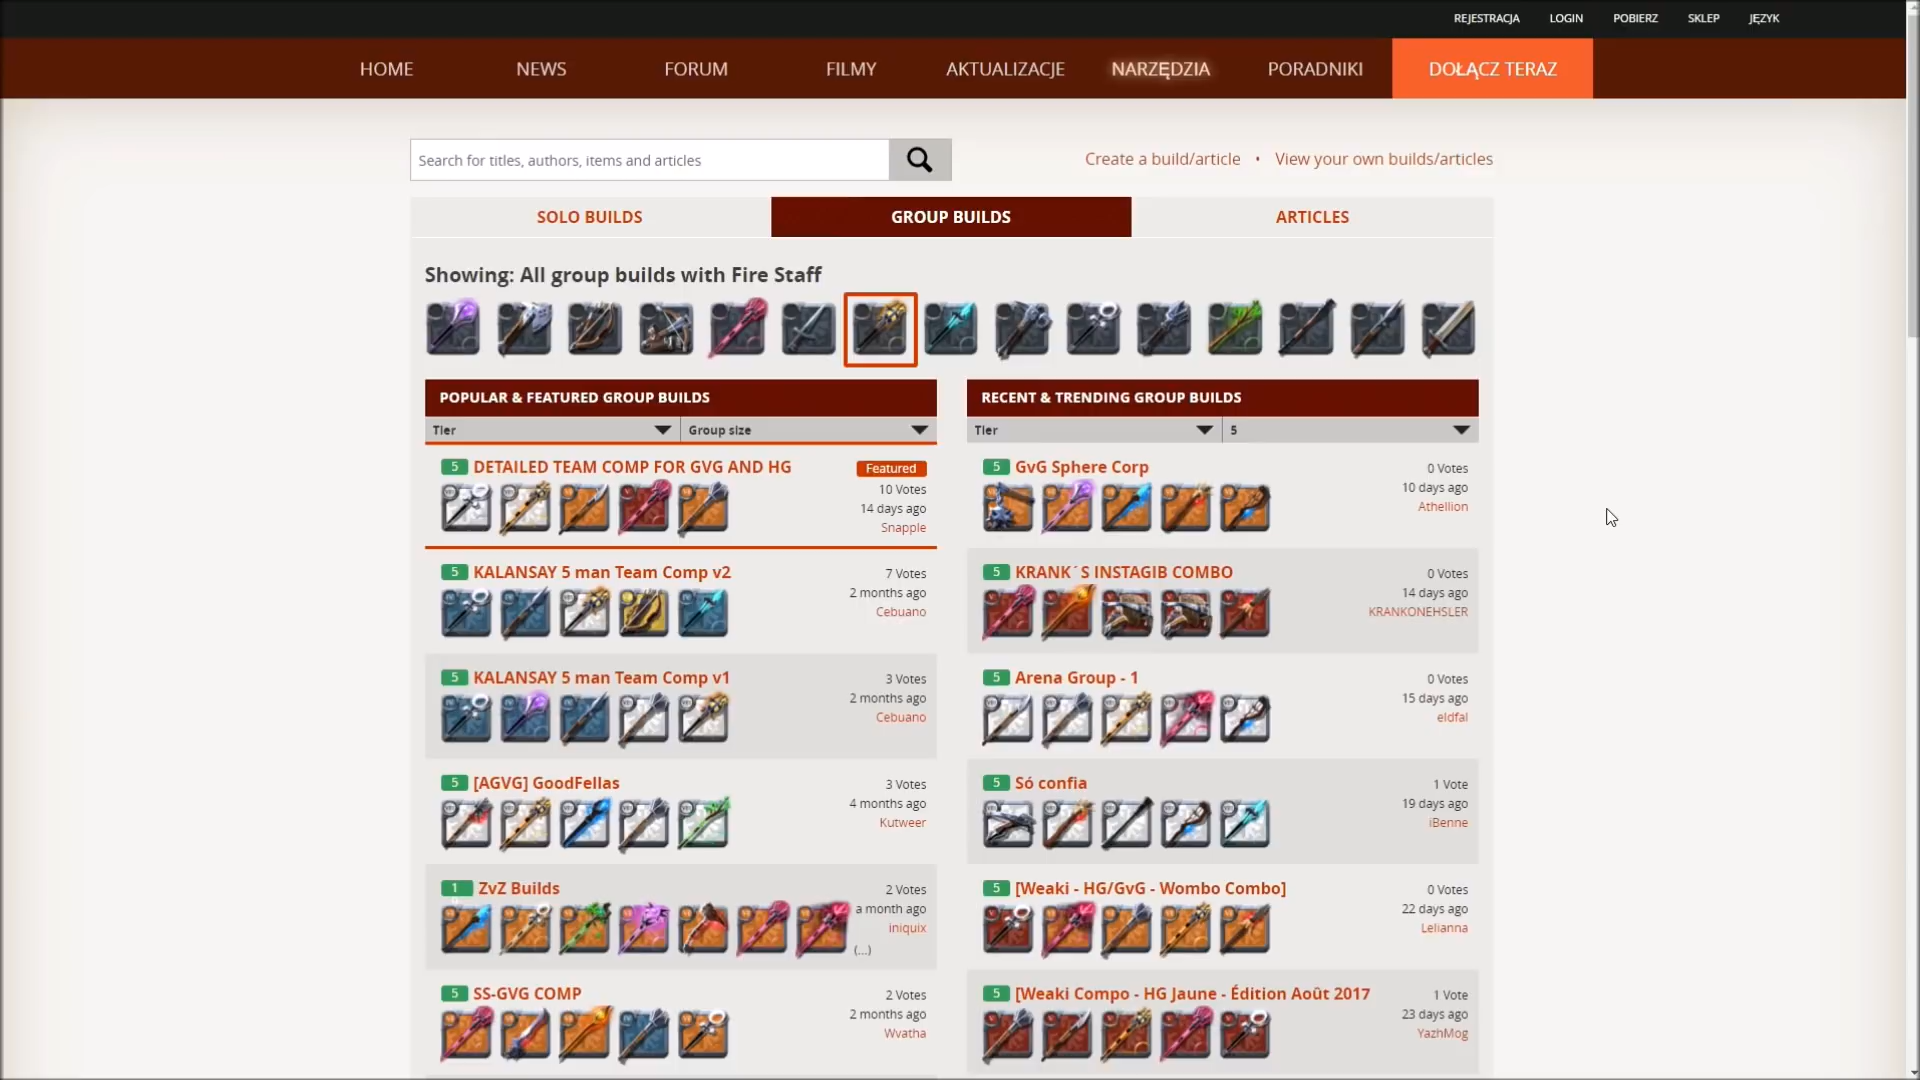 REJESTRACJA LOGIN POBIERZ SKLEP JĘZYK
HOME NEWS FORUM FILMY AKTUALIZACJE NARZĘDZIA PORADNIKI DOŁĄCZ TERAZ
Search for titles, authors, items and articles
Create a build/article • View your own builds/articles
SOLO BUILDS GROUP BUILDS ARTICLES
Showing: All group builds with Fire Staff
POPULAR & FEATURED GROUP BUILDS
Tier Group size
5 DETAILED TEAM COMP FOR GVG AND HG Featured
10 Votes
14 days ago
Snapple
5 KALANSAY 5 man Team Comp v2
7 Votes
2 months ago
Cebuano
5 KALANSAY 5 man Team Comp v1
3 Votes
2 months ago
Cebuano
5 [AGVG] GoodFellas
3 Votes
4 months ago
Kutweer
1 ZvZ Builds
2 Votes
a month ago
iniquix
(...)
5 SS-GVG COMP
2 Votes
2 months ago
Wvatha
RECENT & TRENDING GROUP BUILDS
Tier 5
5 GvG Sphere Corp
0 Votes
10 days ago
Athellion
5 KRANK´S INSTAGIB COMBO
0 Votes
14 days ago
KRANKONEHSLER
5 Arena Group - 1
0 Votes
15 days ago
eldfal
5 Só confia
1 Vote
19 days ago
iBenne
5 [Weaki - HG/GvG - Wombo Combo]
0 Votes
22 days ago
Lelianna
5 [Weaki Compo - HG Jaune - Édition Août 2017
1 Vote
23 days ago
YazhMog